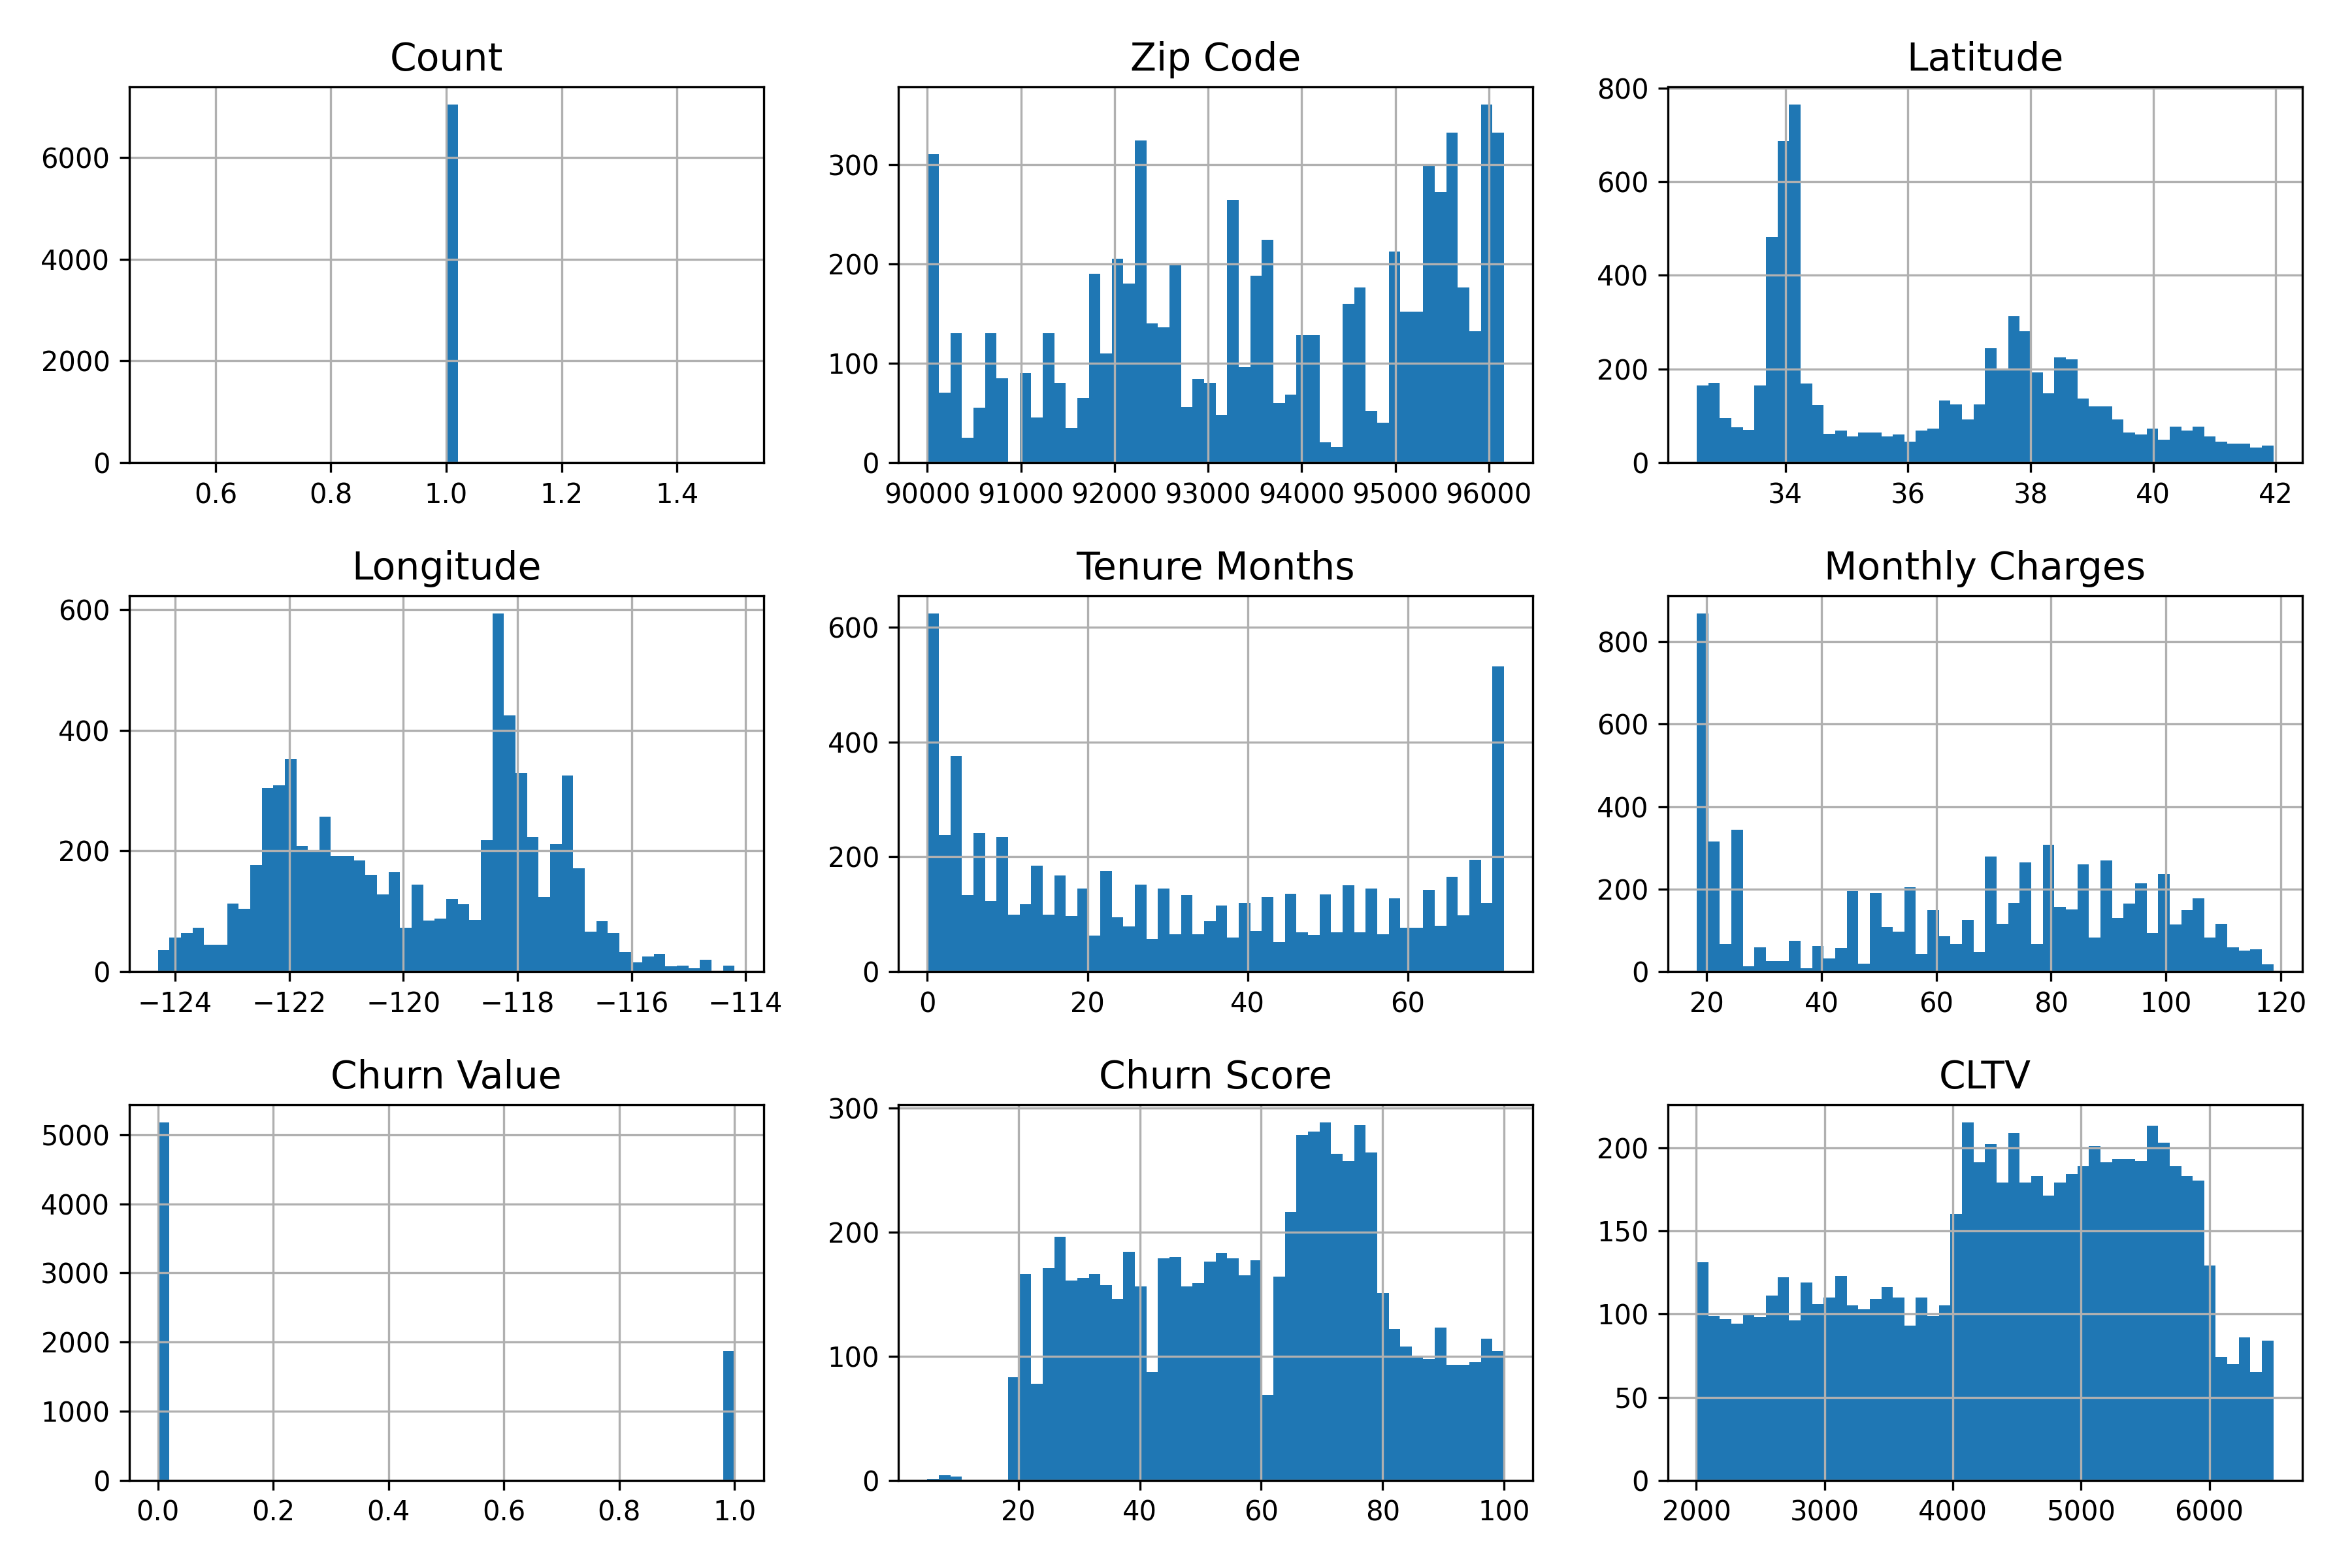 Count
6000
4000
2000
0
0.6 0.8 1.0 1.2 1.4
Zip Code
300
200
100
0
90000 91000 92000 93000 94000 95000 96000
Latitude
800
600
400
200
0
34 36 38 40 42
Longitude
600
400
200
0
−124 −122 −120 −118 −116 −114
Tenure Months
600
400
200
0
0 20 40 60
Monthly Charges
800
600
400
200
0
20 40 60 80 100 120
Churn Value
5000
4000
3000
2000
1000
0
0.0 0.2 0.4 0.6 0.8 1.0
Churn Score
300
200
100
0
20 40 60 80 100
CLTV
200
150
100
50
0
2000 3000 4000 5000 6000